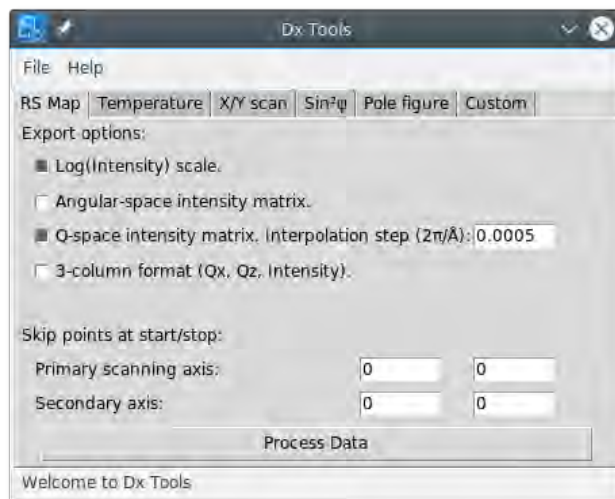 Dx Tools
File Help
RS Map Temperature X/Y scan Sin²ψ Pole figure Custom
Export options:
Log(Intensity) scale.
Angular-space intensity matrix.
Q-space intensity matrix. Interpolation step (2π/Å): 0.0005
3-column format (Qx, Qz, Intensity).
Skip points at start/stop:
Primary scanning axis: 0 0
Secondary axis: 0 0
Process Data
Welcome to Dx Tools